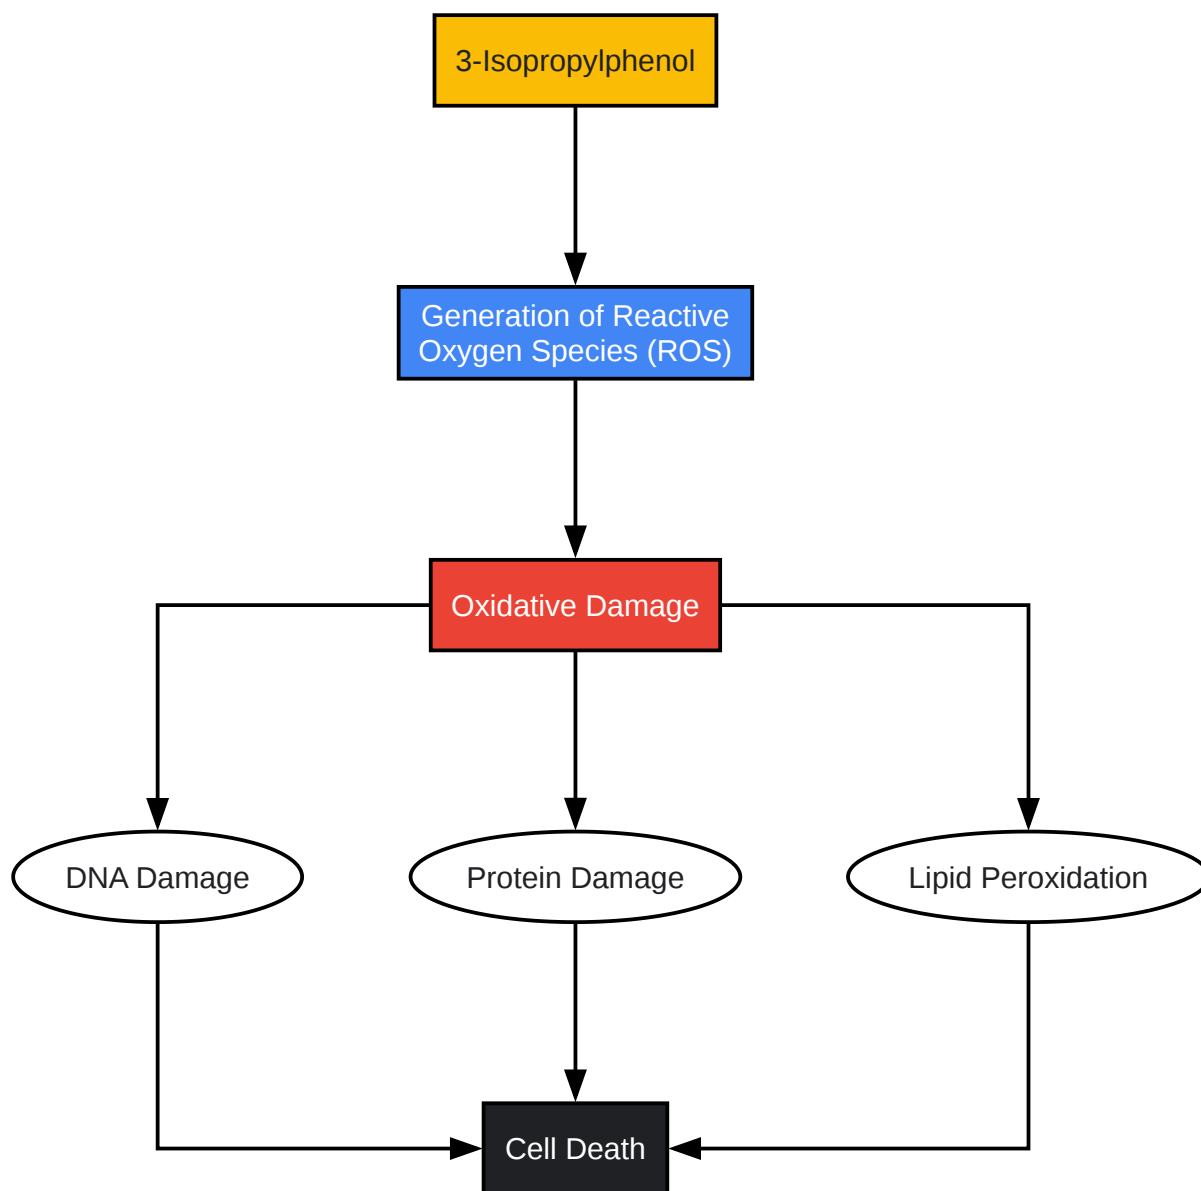 3-Isopropylphenol
Generation of Reactive
Oxygen Species (ROS)
Oxidative Damage
DNA Damage
Protein Damage
Lipid Peroxidation
Cell Death